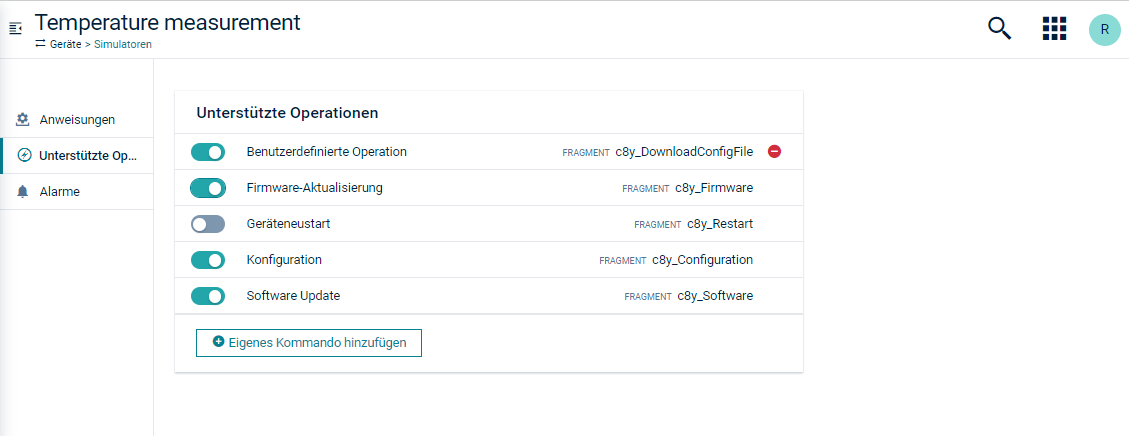 Temperature measurement
Geräte > Simulatoren
R
Anweisungen
Unterstützte Op...
Alarme
Unterstützte Operationen
Benutzerdefinierte Operation FRAGMENT c8y_DownloadConfigFile
Firmware-Aktualisierung FRAGMENT c8y_Firmware
Geräteneustart FRAGMENT c8y_Restart
Konfiguration FRAGMENT c8y_Configuration
Software Update FRAGMENT c8y_Software
Eigenes Kommando hinzufügen